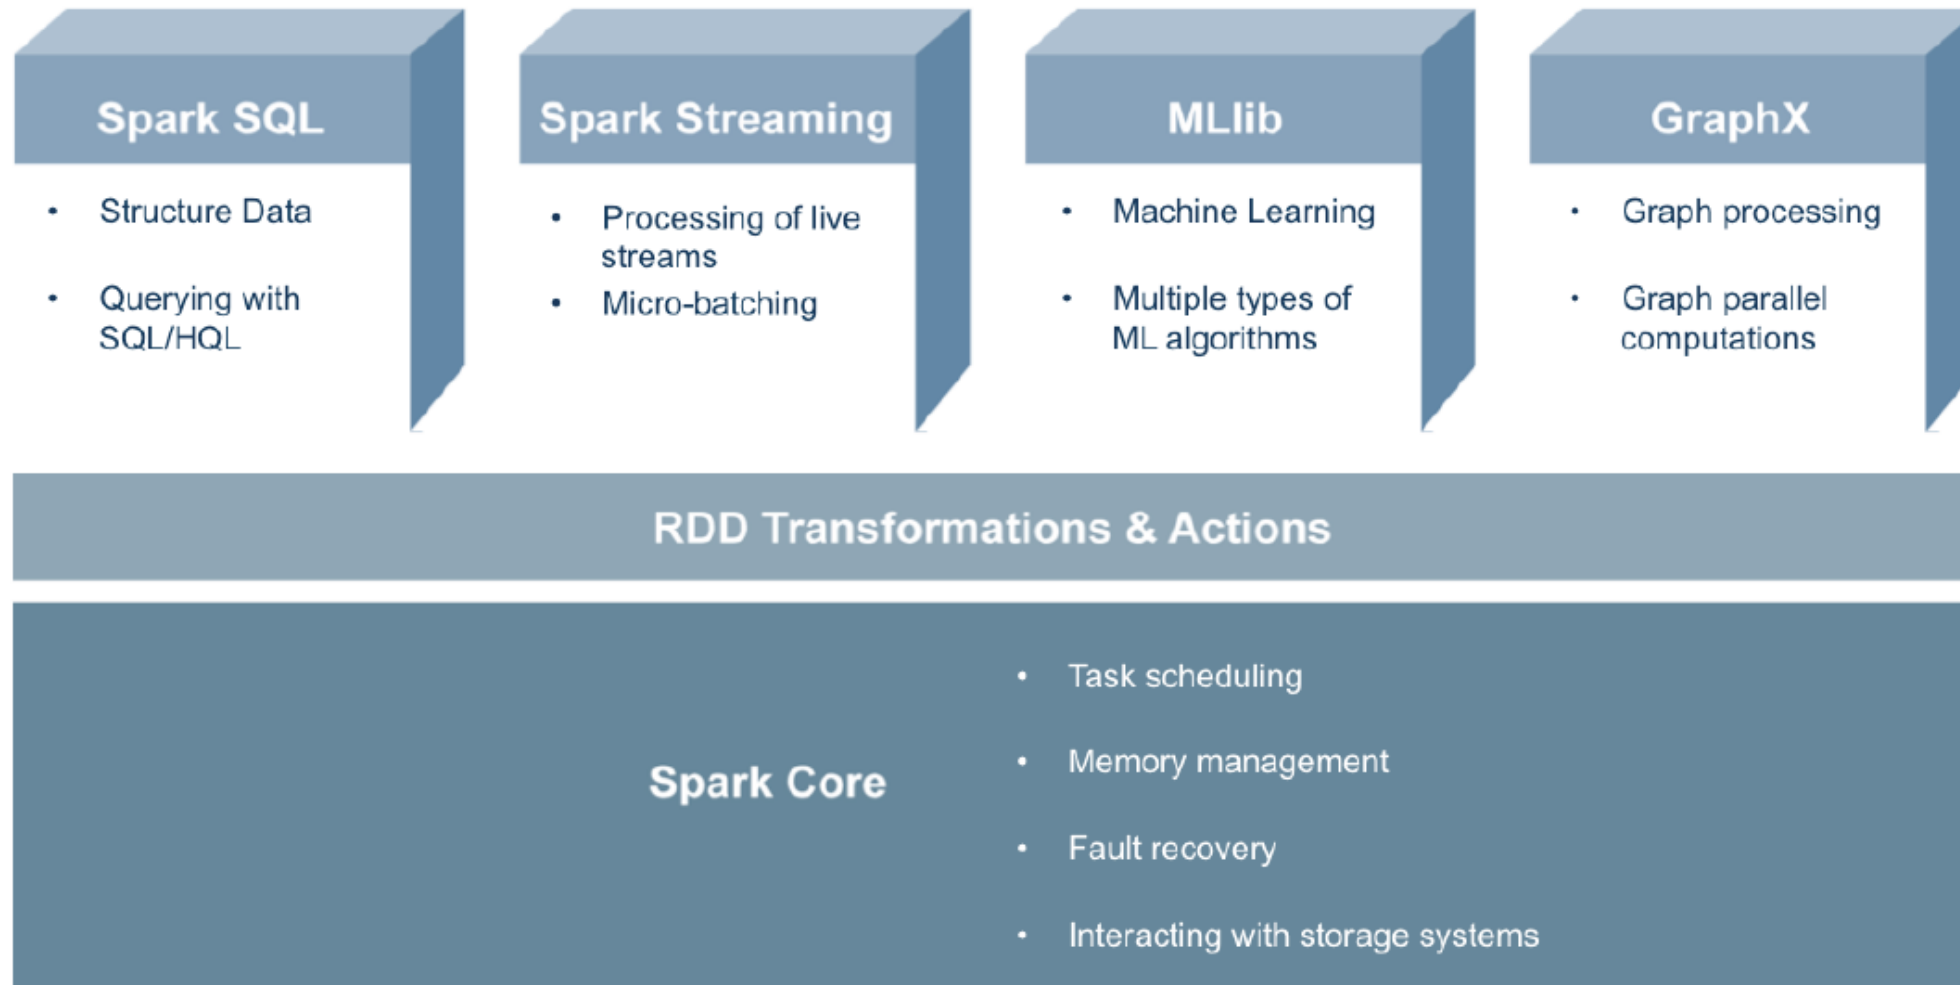 Spark SQL
• Structure Data
• Querying with
SQL/HQL
Spark Streaming
• Processing of live
streams
• Micro-batching
MLlib
• Machine Learning
• Multiple types of
ML algorithms
GraphX
• Graph processing
• Graph parallel
computations
RDD Transformations & Actions
Spark Core
• Task scheduling
• Memory management
• Fault recovery
• Interacting with storage systems